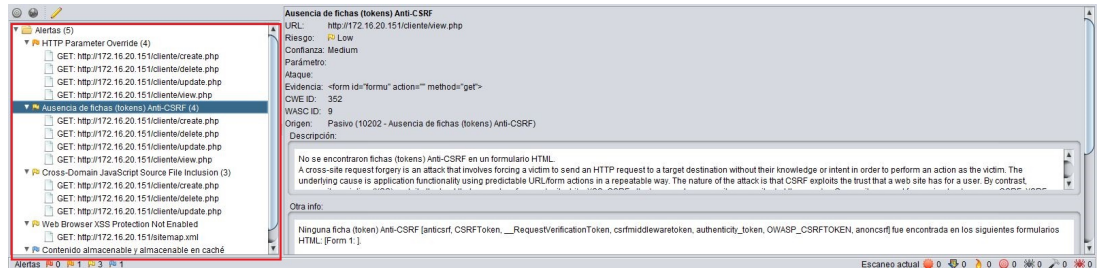 Alertas (5)
HTTP Parameter Override (4)
GET: http://172.16.20.151/cliente/create.php
GET: http://172.16.20.151/cliente/delete.php
GET: http://172.16.20.151/cliente/update.php
GET: http://172.16.20.151/cliente/view.php
Ausencia de fichas (tokens) Anti-CSRF (4)
GET: http://172.16.20.151/cliente/create.php
GET: http://172.16.20.151/cliente/delete.php
GET: http://172.16.20.151/cliente/update.php
GET: http://172.16.20.151/cliente/view.php
Cross-Domain JavaScript Source File Inclusion (3)
GET: http://172.16.20.151/cliente/create.php
GET: http://172.16.20.151/cliente/delete.php
GET: http://172.16.20.151/cliente/update.php
Web Browser XSS Protection Not Enabled
GET: http://172.16.20.151/sitemap.xml
Contenido almacenable y almacenable en caché
Ausencia de fichas (tokens) Anti-CSRF
URL: http://172.16.20.151/cliente/view.php
Riesgo: Low
Confianza: Medium
Parámetro:
Ataque:
Evidencia: <form id="formu" action="" method="get">
CWE ID: 352
WASC ID: 9
Origen: Pasivo (10202 - Ausencia de fichas (tokens) Anti-CSRF)
Descripción:
No se encontraron fichas (tokens) Anti-CSRF en un formulario HTML.
A cross-site request forgery is an attack that involves forcing a victim to send an HTTP request to a target destination without their knowledge or intent in order to perform an action as the victim. The
underlying cause is application functionality using predictable URL/form actions in a repeatable way. The nature of the attack is that CSRF exploits the trust that a web site has for a user. By contrast,
Otra info:
Ninguna ficha (token) Anti-CSRF [anticsrf, CSRFToken, __RequestVerificationToken, csrfmiddlewaretoken, authenticity_token, OWASP_CSRFTOKEN, anoncsrf] fue encontrada en los siguientes formularios
HTML: [Form 1: ].
Alertas 0 1 3 1
Escaneo actual 0 0 0 0 0 0 0